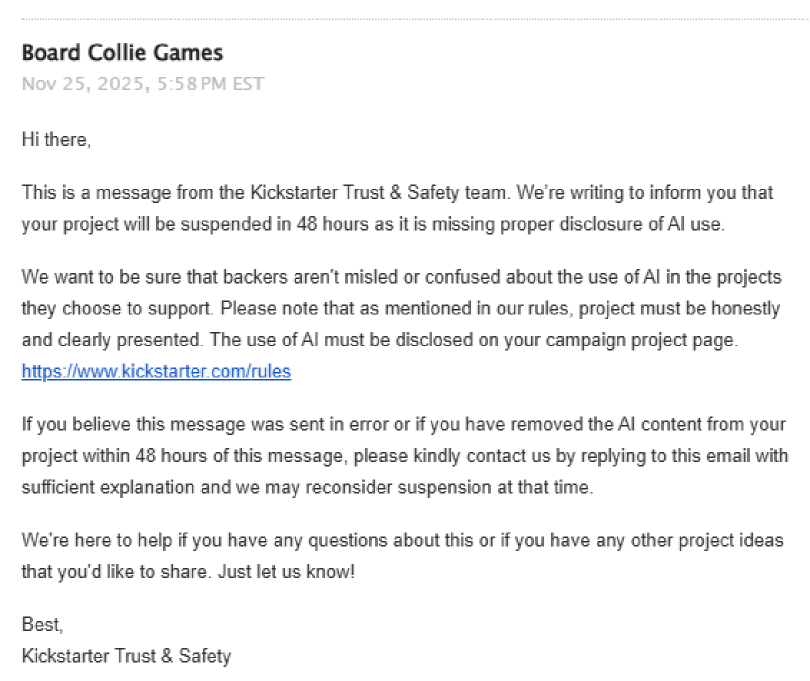 Board Collie Games
Nov 25, 2025, 5:58 PM EST
Hi there,
This is a message from the Kickstarter Trust & Safety team. We're writing to inform you that
your project will be suspended in 48 hours as it is missing proper disclosure of AI use.
We want to be sure that backers aren't misled or confused about the use of AI in the projects
they choose to support. Please note that as mentioned in our rules, project must be honestly
and clearly presented. The use of AI must be disclosed on your campaign project page.
https://www.kickstarter.com/rules
If you believe this message was sent in error or if you have removed the AI content from your
project within 48 hours of this message, please kindly contact us by replying to this email with
sufficient explanation and we may reconsider suspension at that time.
We're here to help if you have any questions about this or if you have any other project ideas
that you'd like to share. Just let us know!
Best,
Kickstarter Trust & Safety